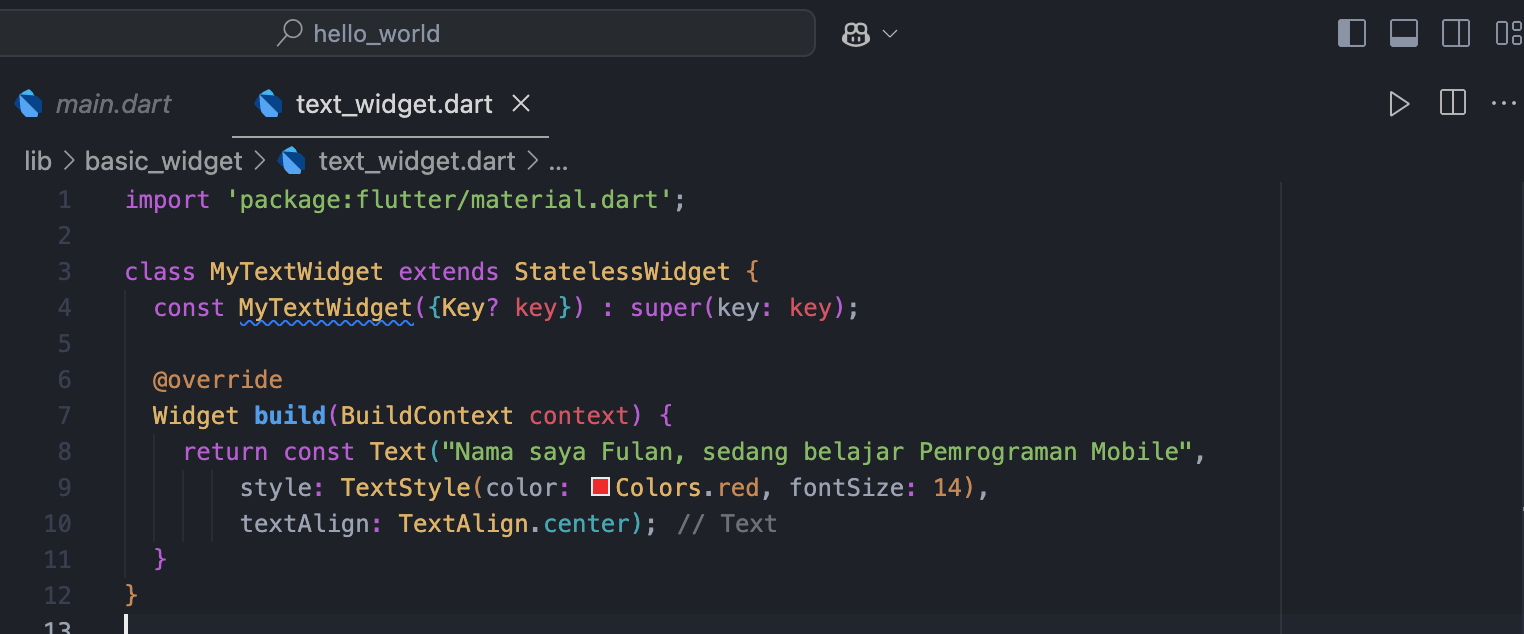 hello_world
main.dart text_widget.dart
lib > basic_widget > text_widget.dart > ...
1 import 'package:flutter/material.dart';
2
3 class MyTextWidget extends StatelessWidget {
4   const MyTextWidget({Key? key}) : super(key: key);
5
6   @override
7   Widget build(BuildContext context) {
8     return const Text("Nama saya Fulan, sedang belajar Pemrograman Mobile",
9         style: TextStyle(color: Colors.red, fontSize: 14),
10         textAlign: TextAlign.center); // Text
11   }
12 }
13